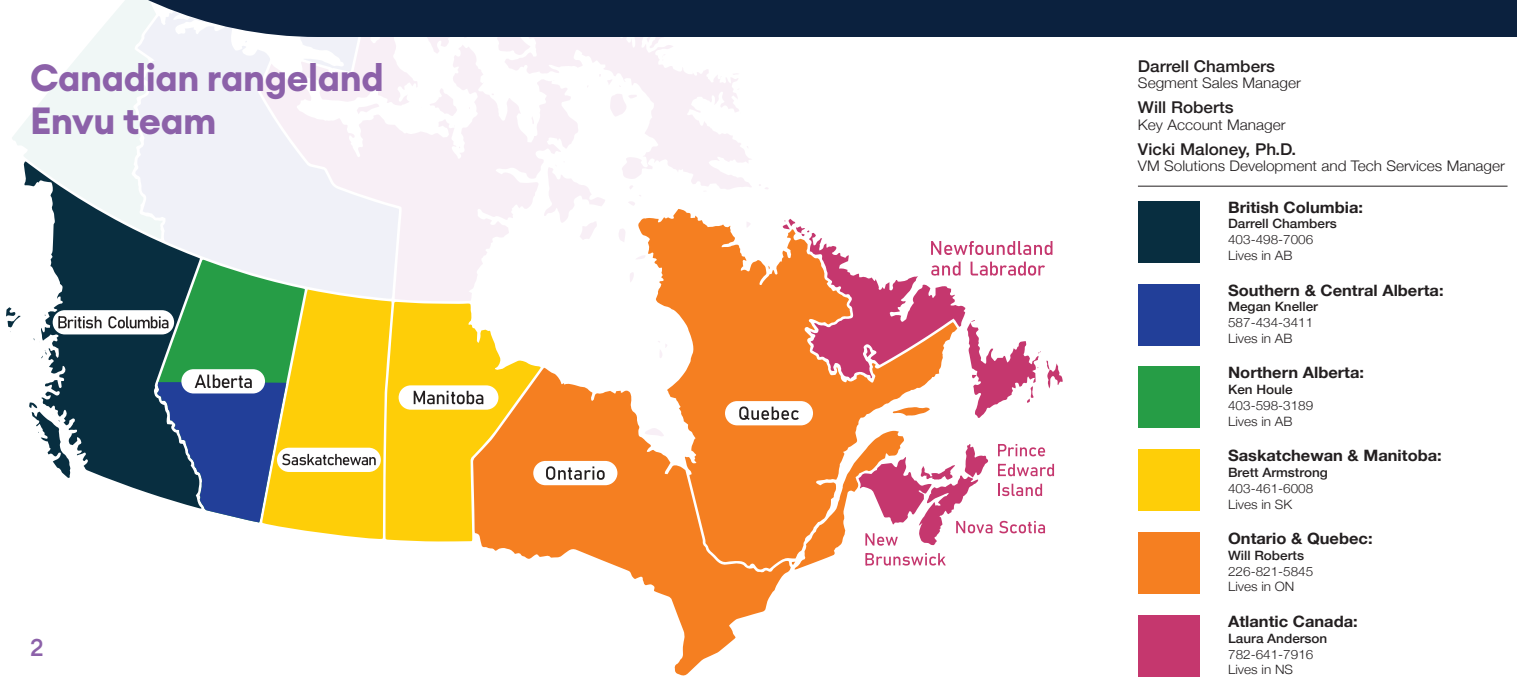 Canadian rangeland
Envu team
British Columbia
Alberta
Saskatchewan
Manitoba
Ontario
Quebec
Newfoundland
and Labrador
Prince
Edward
Island
Nova Scotia
New
Brunswick
2
Darrell Chambers
Segment Sales Manager
Will Roberts
Key Account Manager
Vicki Maloney, Ph.D.
VM Solutions Development and Tech Services Manager
British Columbia:
Darrell Chambers
403-498-7006
Lives in AB
Southern & Central Alberta:
Megan Kneller
587-434-3411
Lives in AB
Northern Alberta:
Ken Houle
403-598-3189
Lives in AB
Saskatchewan & Manitoba:
Brett Armstrong
403-461-6008
Lives in SK
Ontario & Quebec:
Will Roberts
226-821-5845
Lives in ON
Atlantic Canada:
Laura Anderson
782-641-7916
Lives in NS